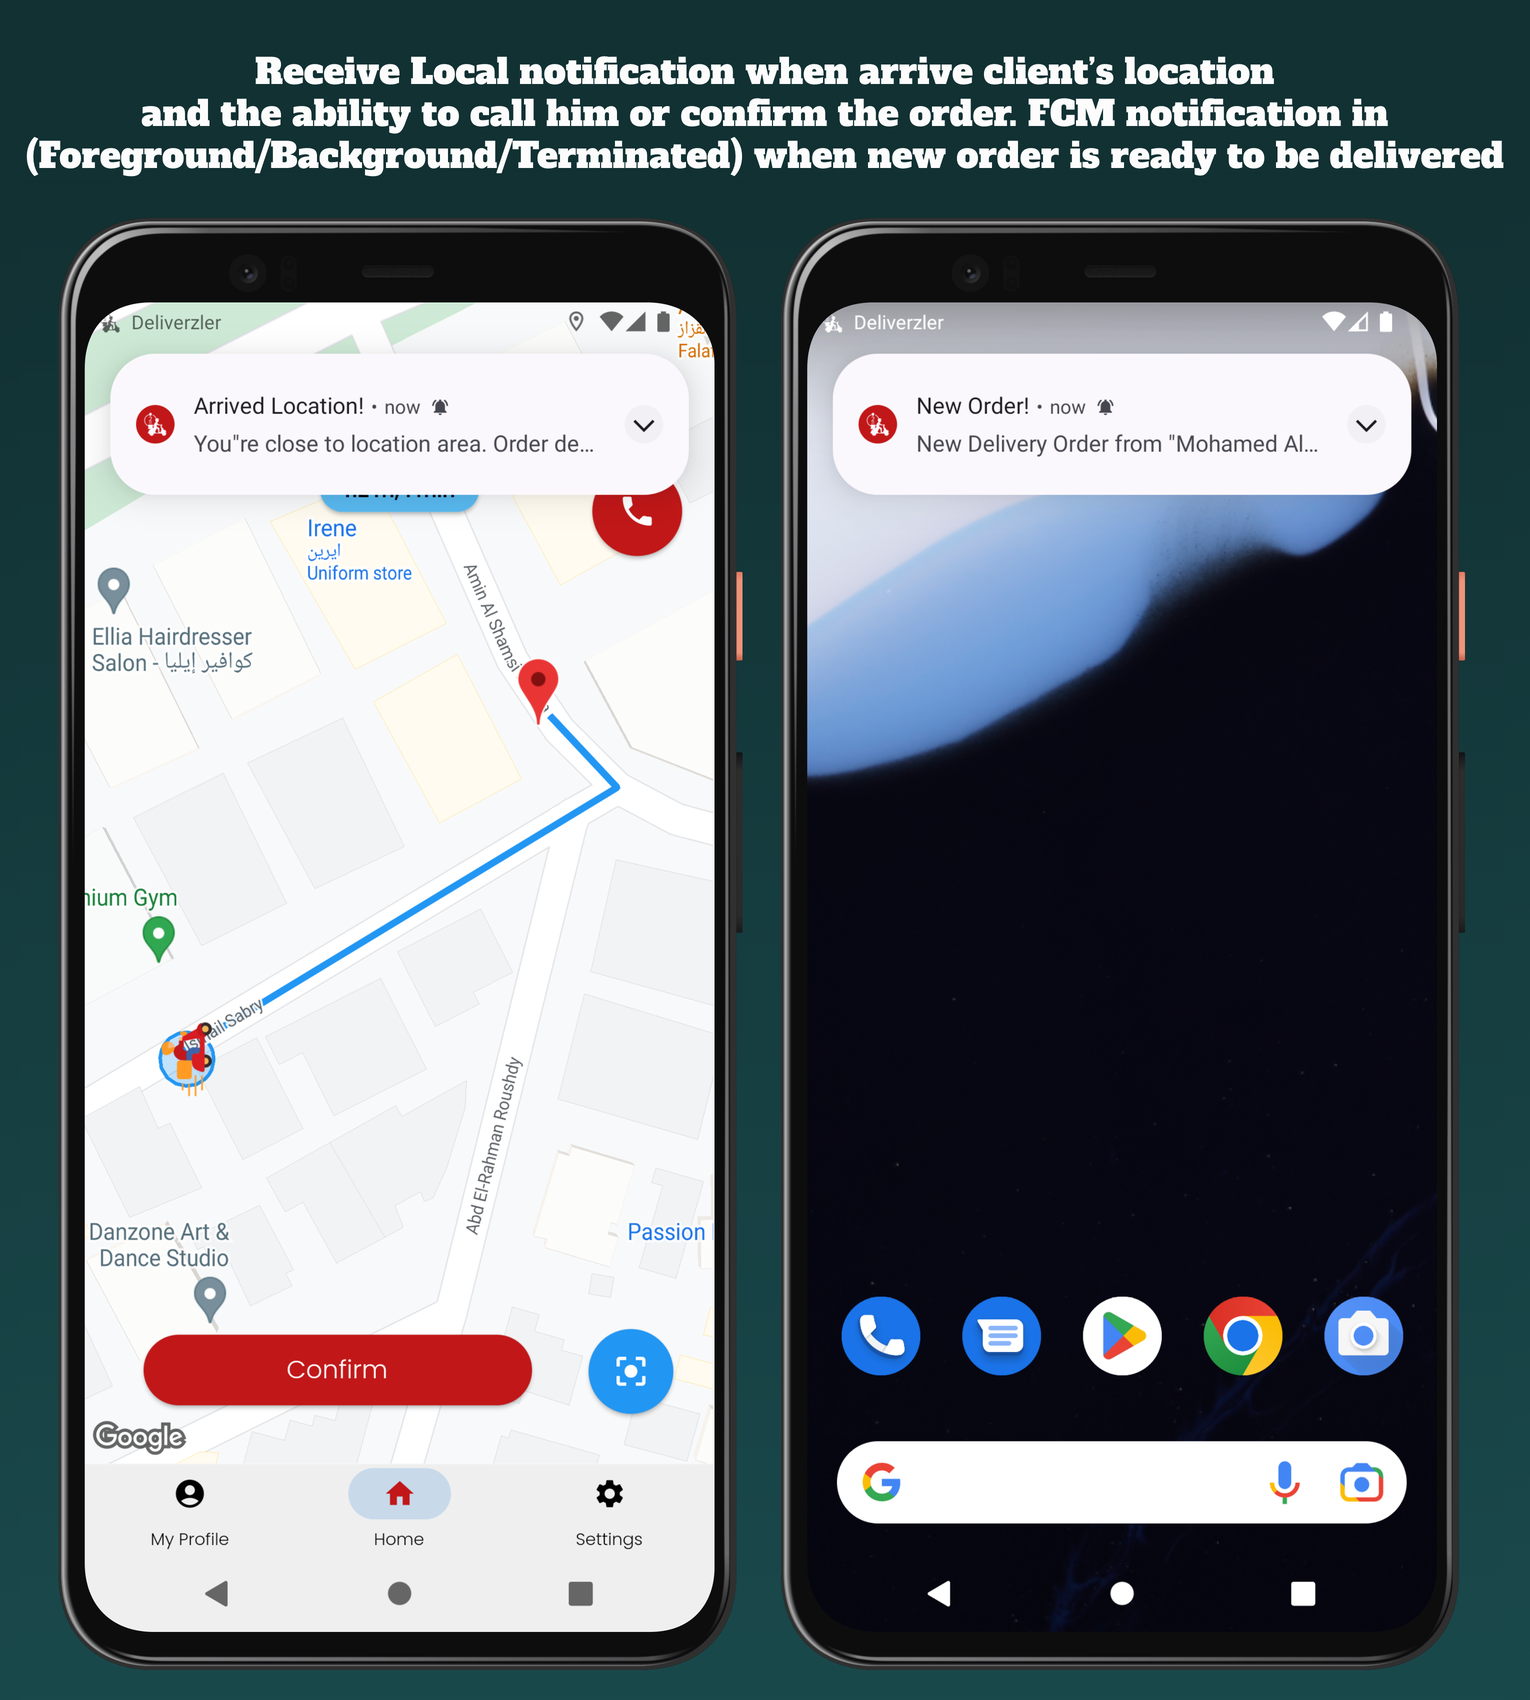 Receive Local notification when arrive client's location
and the ability to call him or confirm the order. FCM notification in
(Foreground/Background/Terminated) when new order is ready to be delivered
Deliverzler
Fala
Arrived Location! • now
You"re close to location area. Order de...
Irene
ايرين
Uniform store
Amin Al Shamsi
Ellia Hairdresser
Salon - كوافير إيليا
nium Gym
Ismail Sabry
Abd El-Rahman Roushdy
Danzone Art &
Dance Studio
Passion
Confirm
Google
My Profile
Home
Settings
Deliverzler
New Order! • now
New Delivery Order from "Mohamed Al...
G